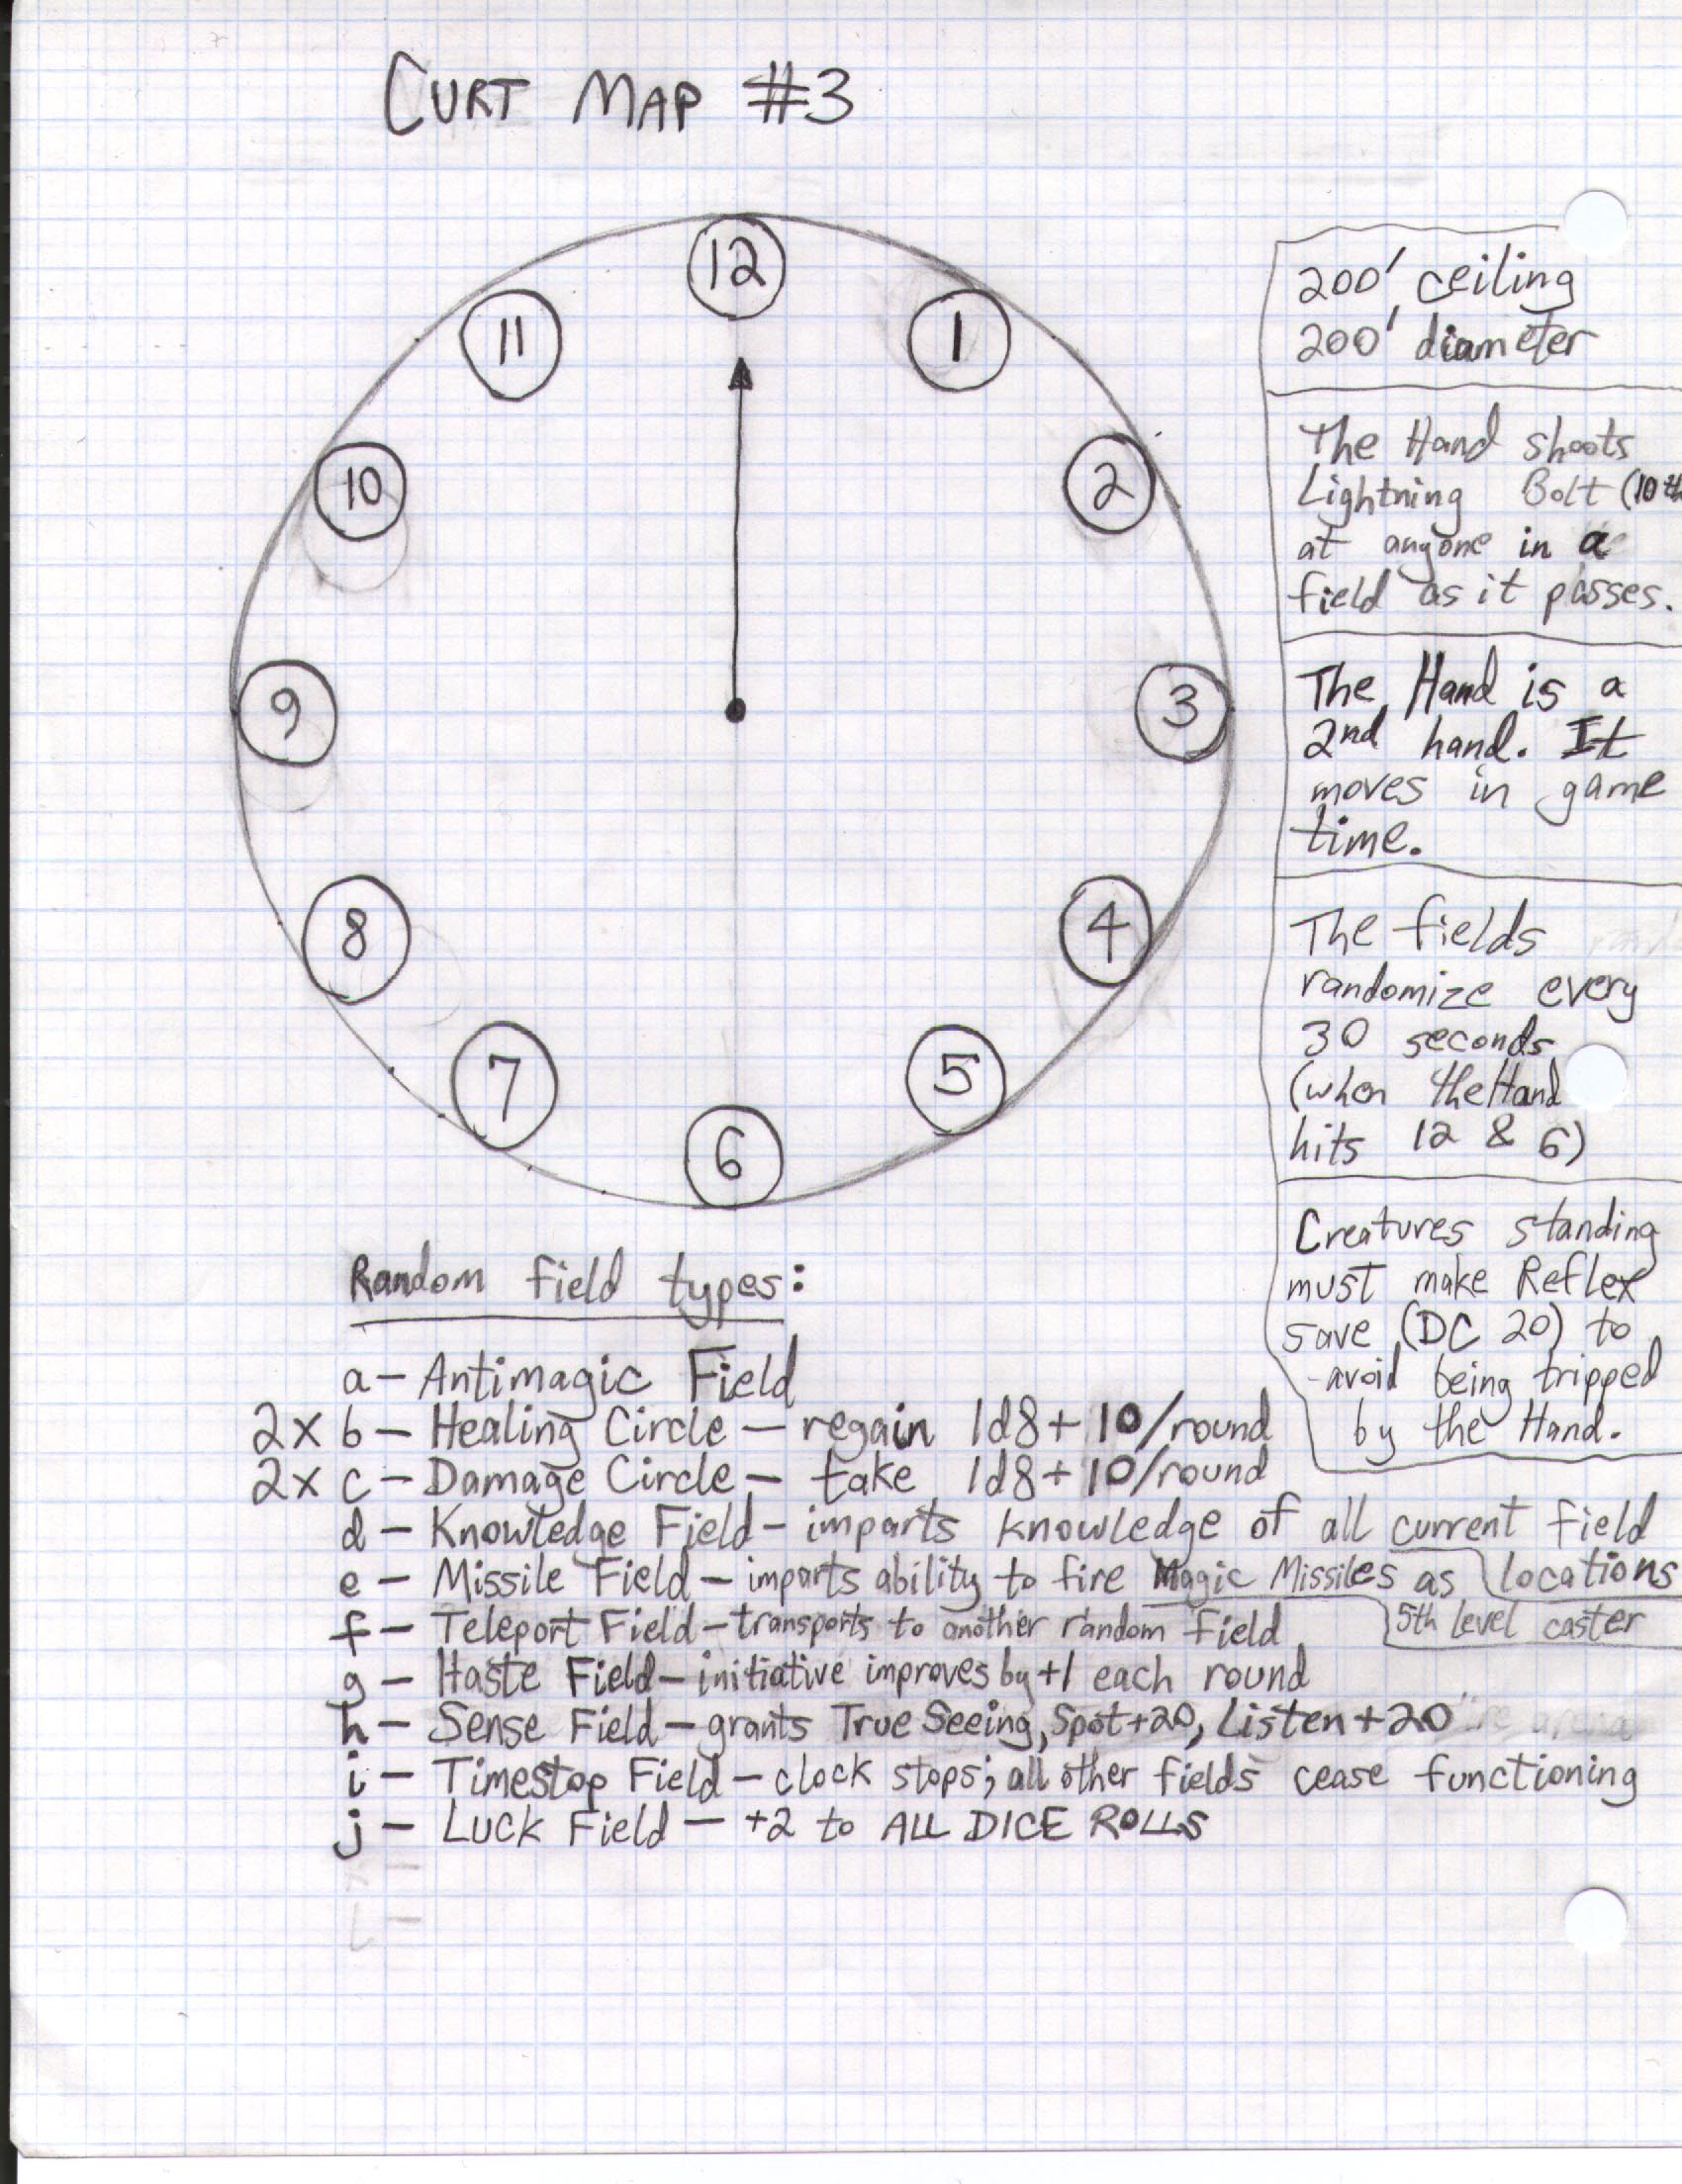 CURT MAP #3
12
11
1
10
2
9
3
8
4
7
5
6
200' ceiling
200' diameter
The Hand shoots
Lightning Bolt (10th
at anyone in a
field as it passes.
The Hand is a
2nd hand. It
moves in game
time.
The fields
randomize every
30 seconds
(when the Hand
hits 12 & 6)
Creatures standing
must make Reflex
save (DC 20) to
avoid being tripped
by the Hand.
Random field types:
a – Antimagic Field
2x b – Healing Circle – regain 1d8+10/round
2x c – Damage Circle – take 1d8+10/round
d – Knowledge Field – imparts knowledge of all current field
locations
e – Missile Field – imparts ability to fire Magic Missiles as
5th level caster
f – Teleport Field – transports to another random field
g – Haste Field – initiative improves by +1 each round
h – Sense Field – grants True Seeing, Spot+20, Listen+20
i – Timestop Field – clock stops; all other fields cease functioning
j – Luck Field – +2 to ALL DICE ROLLS